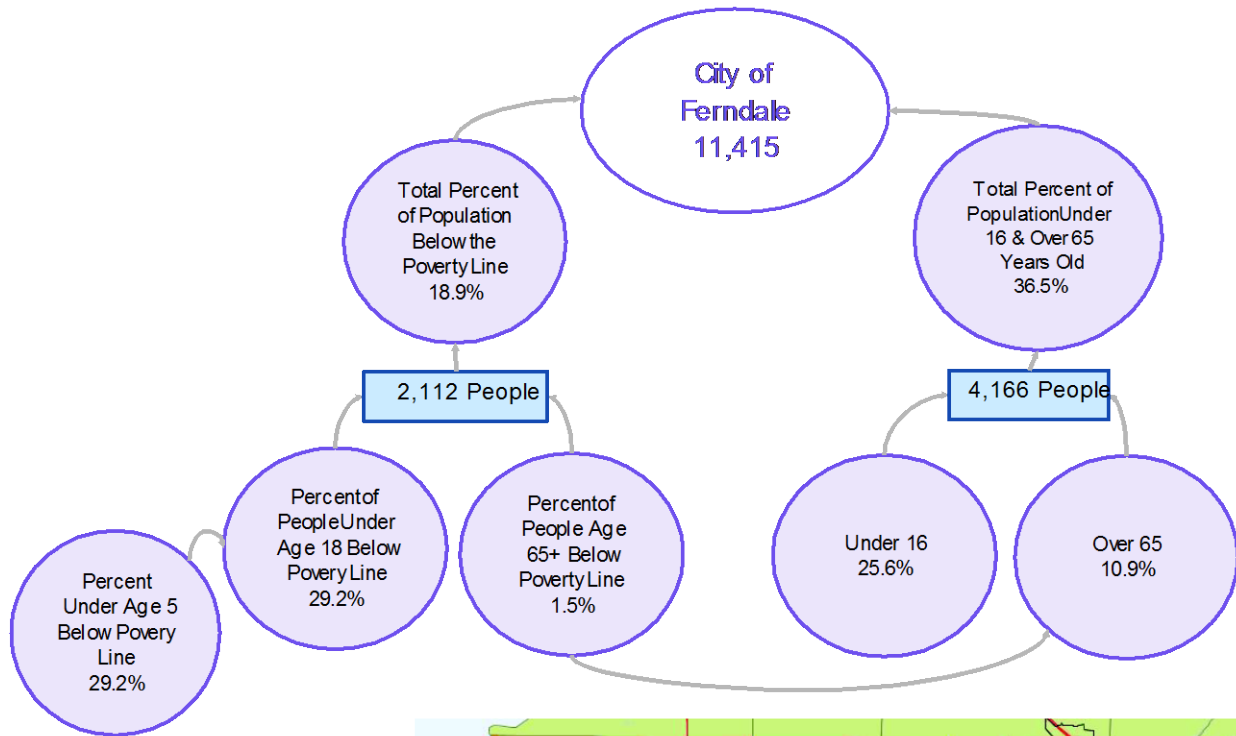 City of
Ferndale
11,415
Total Percent
of Population
Below the
Poverty Line
18.9%
Total Percent of
PopulationUnder
16 & Over 65
Years Old
36.5%
2,112 People
4,166 People
Percent of
People Under
Age 18 Below
Povery Line
29.2%
Percent of
People Age
65+ Below
Poverty Line
1.5%
Under 16
25.6%
Over 65
10.9%
Percent
Under Age 5
Below Povery
Line
29.2%